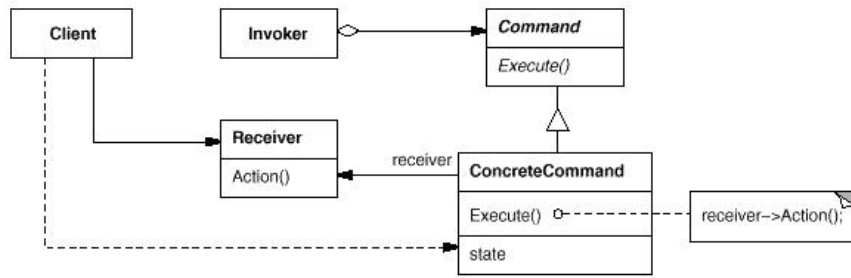 Client
Invoker
Command
Execute()
Receiver
Action()
receiver
ConcreteCommand
Execute()
receiver->Action();
state